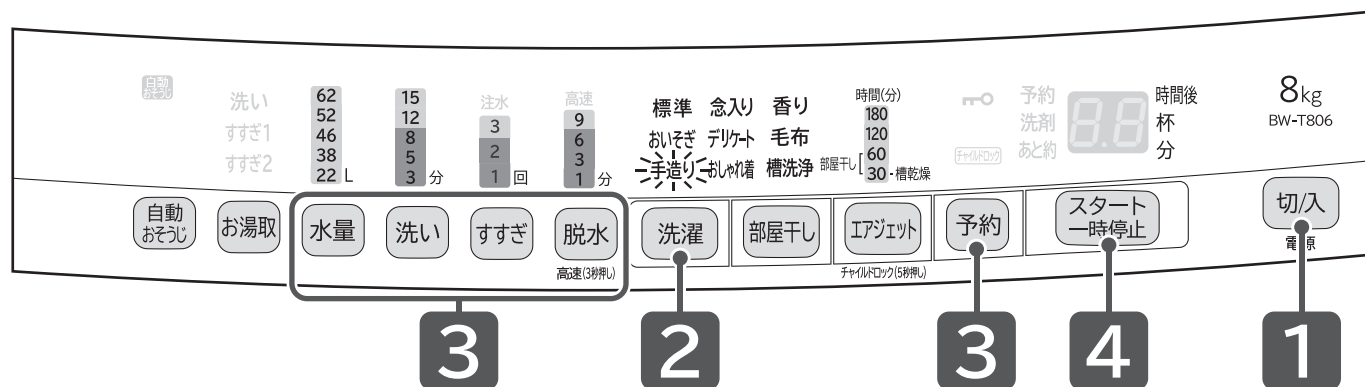 自動
おそうじ
洗い
すすぎ1
すすぎ2
62
52
46
38
22 L
15
12
8
5
3 分
注水
3
2
1 回
高速
9
6
3
1 分
標準 念入り 香り
おいそぎ デリケート 毛布
手造り おしゃれ着 槽洗浄
時間(分)
180
120
60
30-槽乾燥
部屋干し
チャイルドロック
予約
洗剤
あと約
8.8
時間後
杯
分
8kg
BW-T806
自動
おそうじ
お湯取
水量
洗い
すすぎ
脱水
高速(3秒押し)
洗濯
部屋干し
エアジェット
チャイルドロック(5秒押し)
予約
スタート
一時停止
切/入
電源
3
2
3
4
1